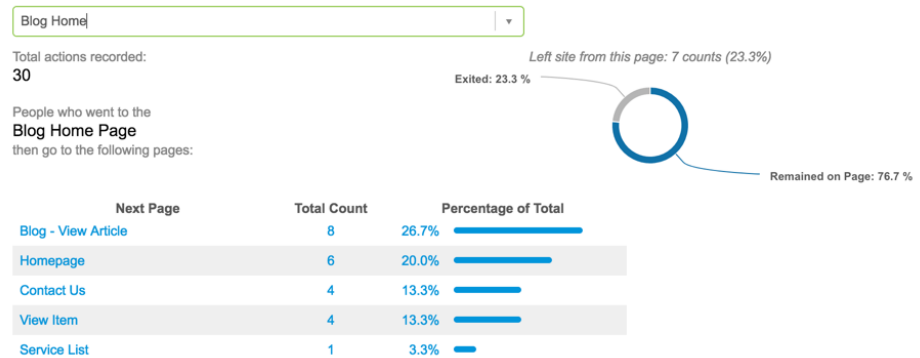 Blog Home
Total actions recorded:
30
Left site from this page: 7 counts (23.3%)
Exited: 23.3 %
People who went to the
Blog Home Page
then go to the following pages:
Remained on Page: 76.7 %
Next Page Total Count Percentage of Total
Blog - View Article 8 26.7%
Homepage 6 20.0%
Contact Us 4 13.3%
View Item 4 13.3%
Service List 1 3.3%